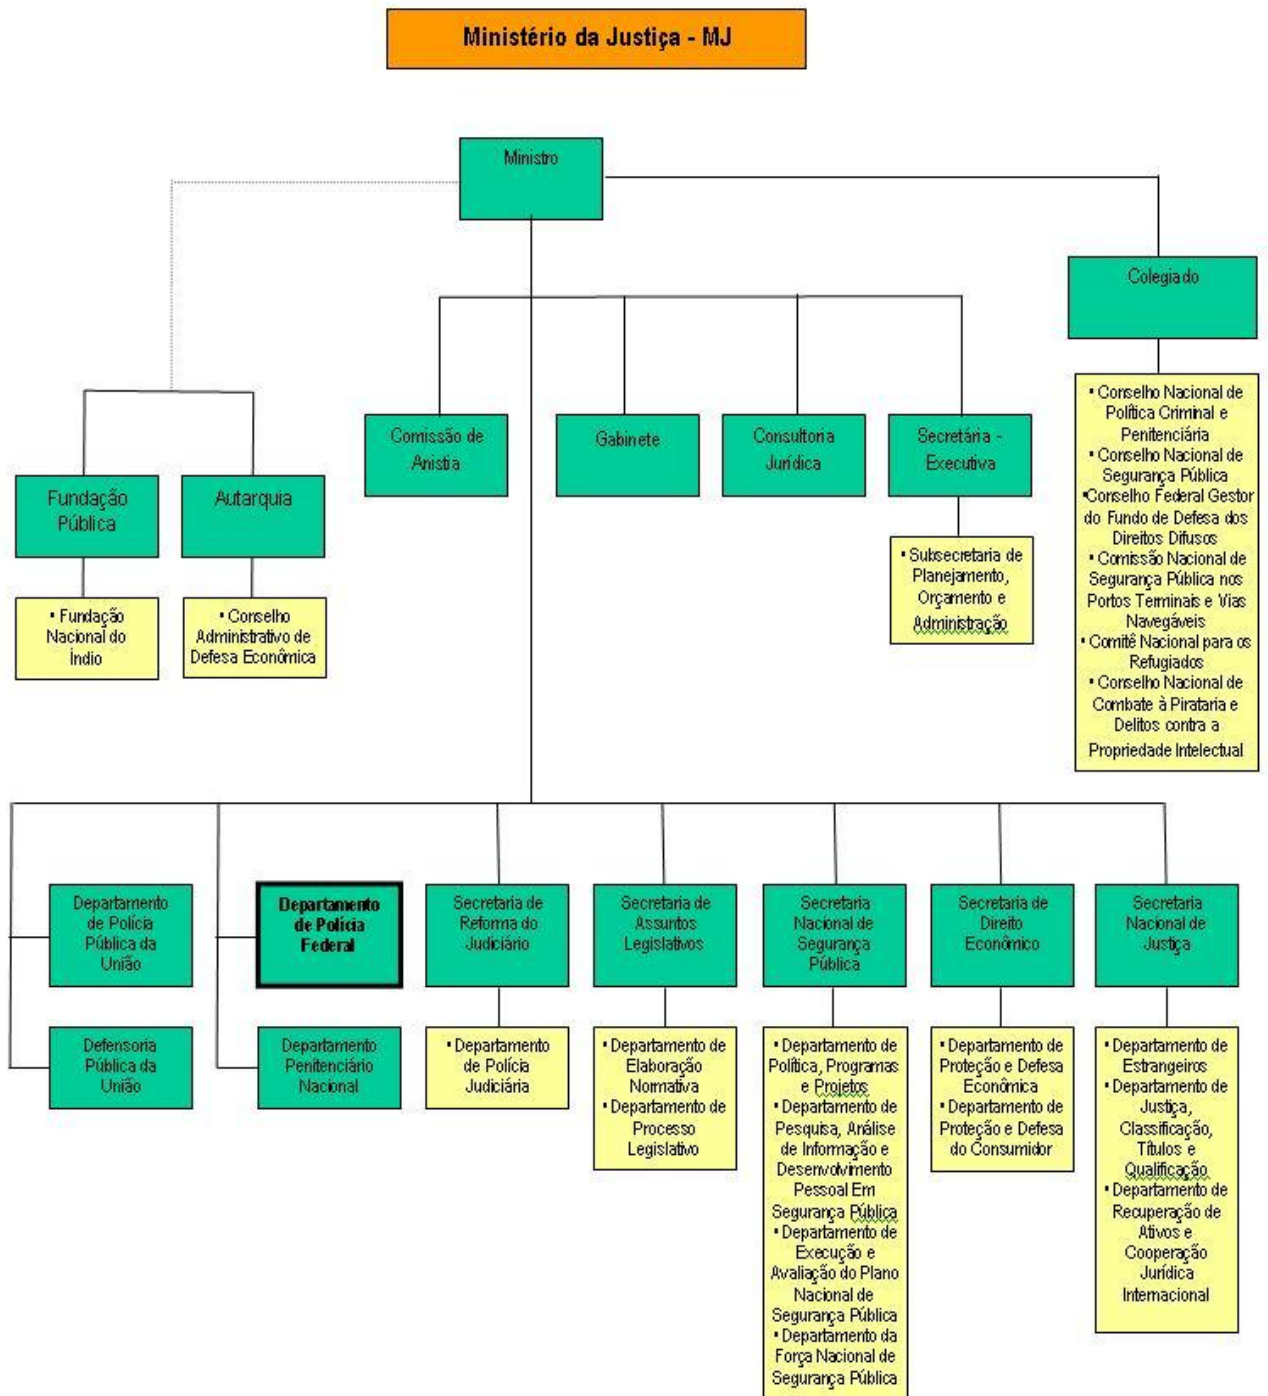 Ministério da Justiça - MJ
Ministro
Colegiado
• Conselho Nacional de
Política Criminal e
Penitenciária
• Conselho Nacional de
Segurança Pública
•Conselho Federal Gestor
do Fundo de Defesa dos
Direitos Difusos
• Comissão Nacional de
Segurança Pública nos
Portos Terminais e Vias
Navegáveis
• Comitê Nacional para os
Refugiados
• Conselho Nacional de
Combate à Pirataria e
Delitos contra a
Propriedade Intelectual
Comissão de
Anistia
Gabinete
Consultoria
Jurídica
Secretária -
Executiva
• Subsecretaria de
Planejamento,
Orçamento e
Administração
Fundação
Pública
• Fundação
Nacional do
Índio
Autarquia
• Conselho
Administrativo de
Defesa Econômica
Departamento
de Polícia
Pública da
União
Defensoria
Pública da
União
Departamento
de Polícia
Federal
Departamento
Penitenciário
Nacional
Secretaria de
Reforma do
Judiciário
• Departamento
de Polícia
Judiciária
Secretaria de
Assuntos
Legislativos
• Departamento de
Elaboração
Normativa
• Departamento de
Processo
Legislativo
Secretaria
Nacional de
Segurança
Pública
• Departamento de
Política, Programas
e Projetos
• Departamento de
Pesquisa, Análise
de Informação e
Desenvolvimento
Pessoal Em
Segurança Pública
• Departamento de
Execução e
Avaliação do Plano
Nacional de
Segurança Pública
• Departamento da
Força Nacional de
Segurança Pública
Secretaria de
Direito
Econômico
• Departamento de
Proteção e Defesa
Econômica
• Departamento de
Proteção e Defesa
do Consumidor
Secretaria
Nacional de
Justiça
• Departamento de
Estrangeiros
• Departamento de
Justiça,
Classificação,
Títulos e
Qualificação
• Departamento de
Recuperação de
Ativos e
Cooperação
Jurídica
Internacional